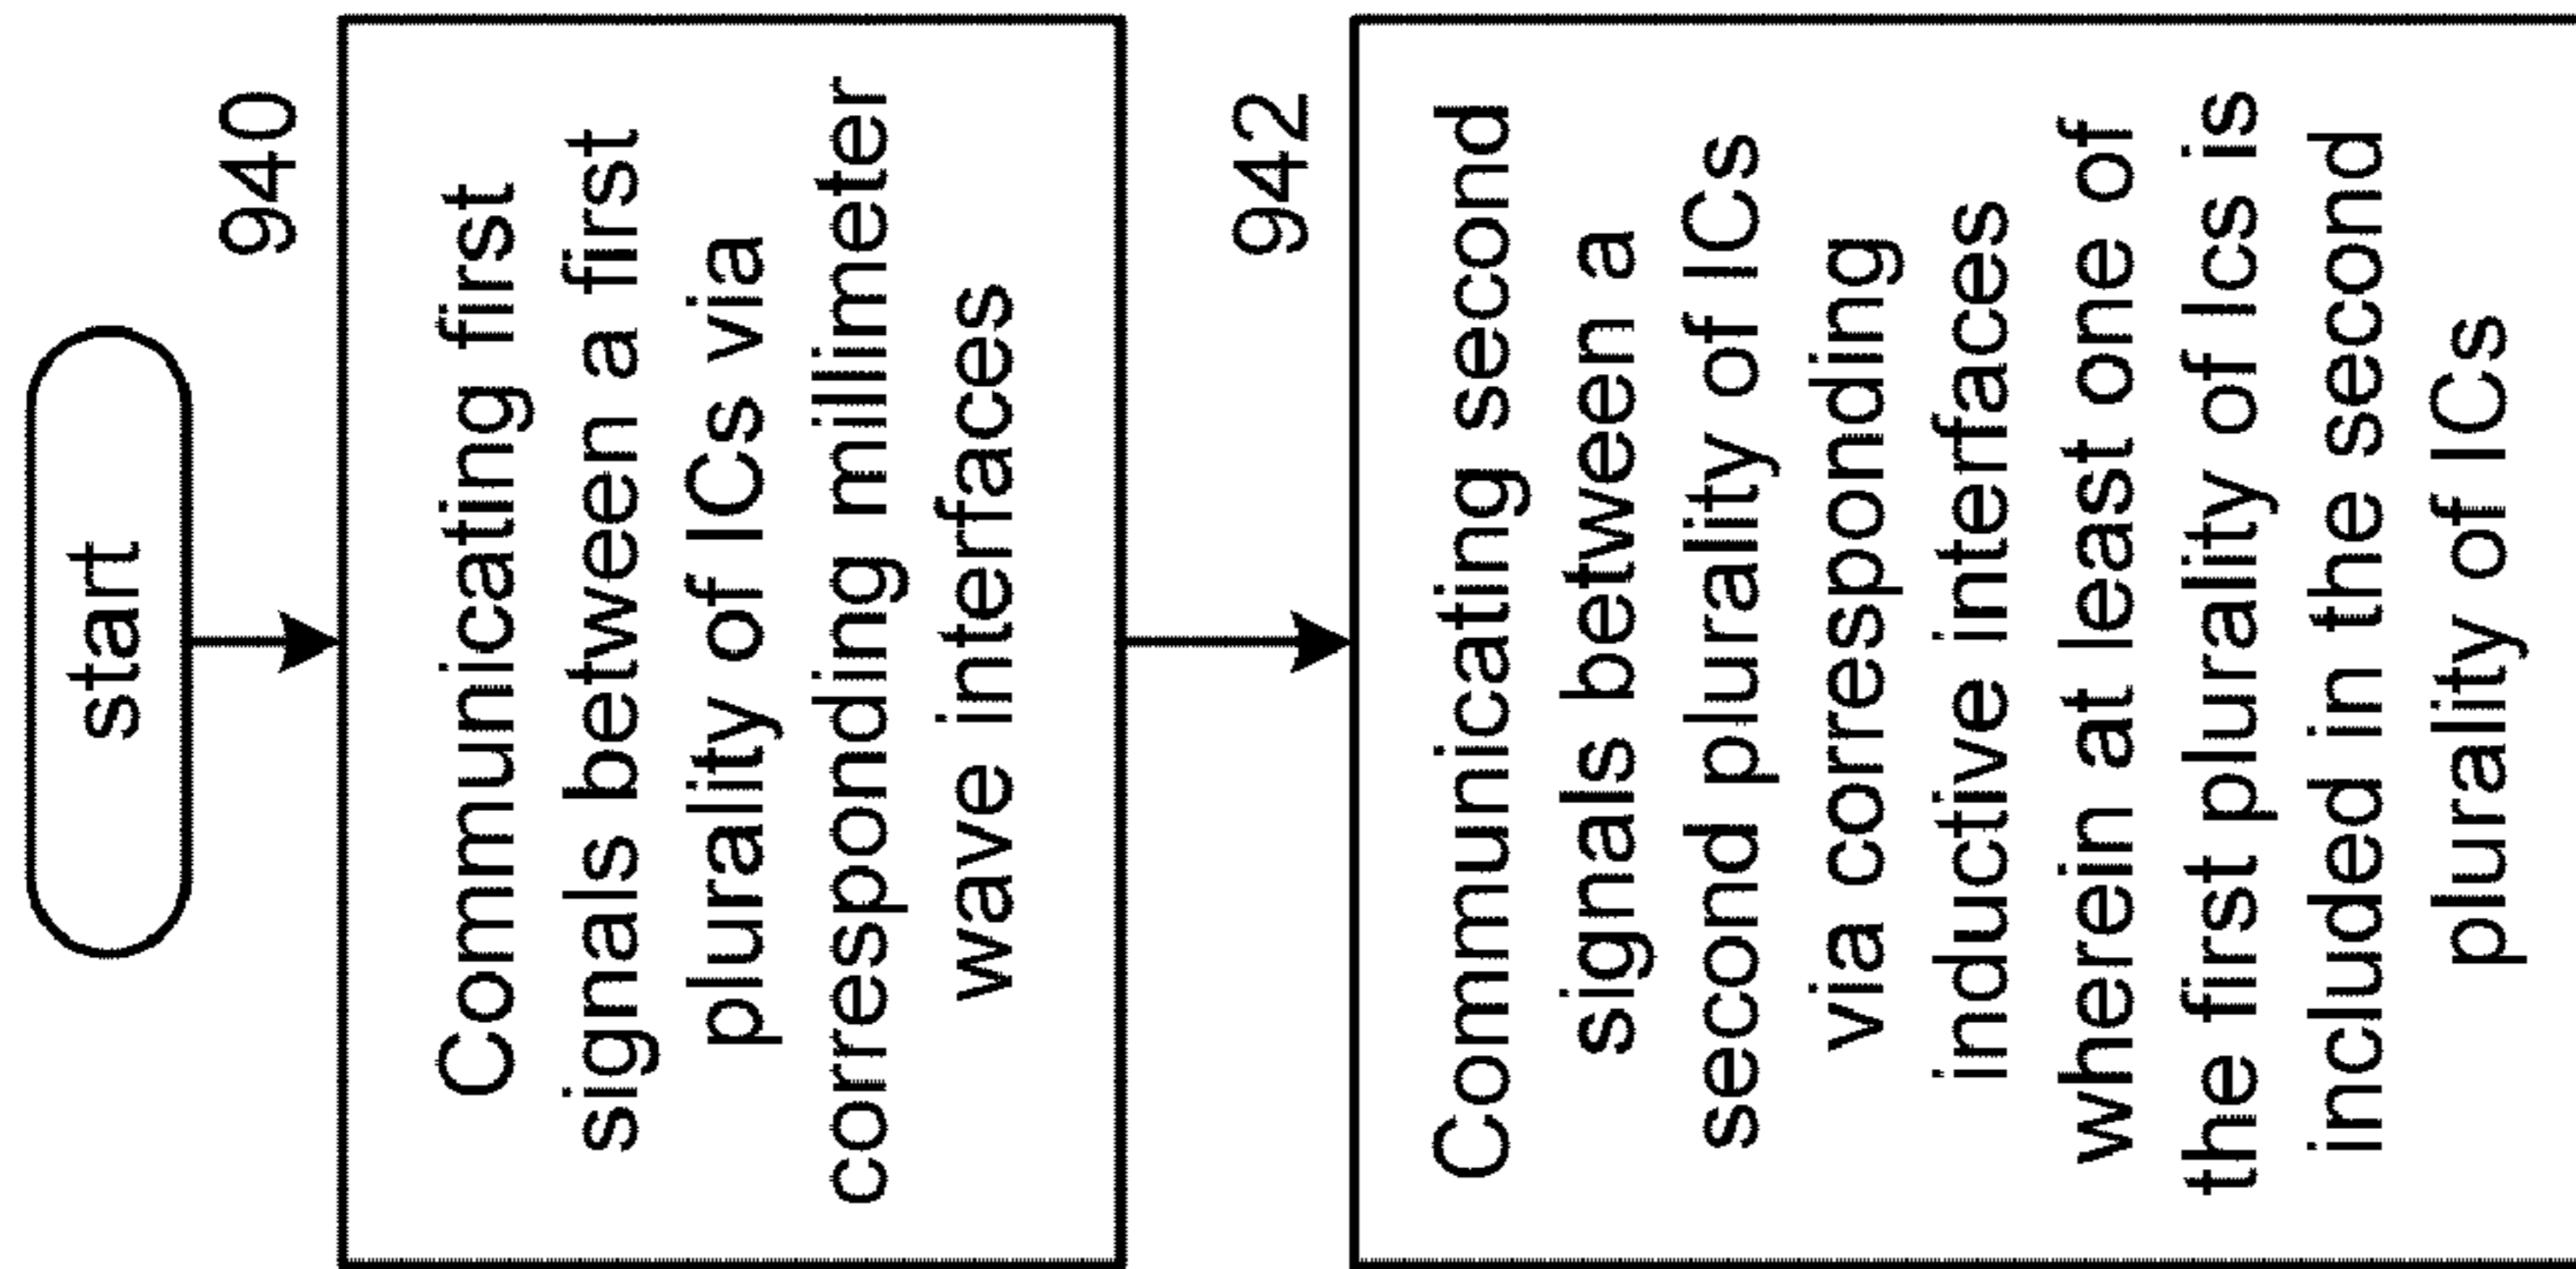 start
940
Communicating first
signals between a first
plurality of ICs via
corresponding millimeter
wave interfaces
942
Communicating second
signals between a
second plurality of ICs
via corresponding
inductive interfaces
wherein at least one of
the first plurality of Ics is
included in the second
plurality of ICs